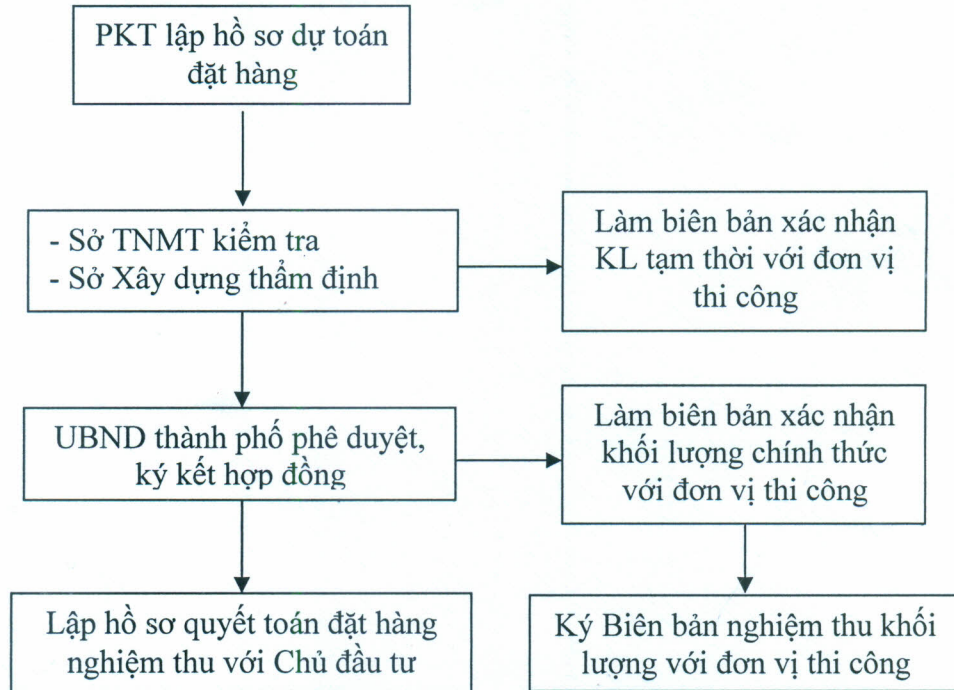 PKT lập hồ sơ dự toán
đặt hàng
- Sở TNMT kiểm tra
- Sở Xây dựng thẩm định
Làm biên bản xác nhận
KL tạm thời với đơn vị
thi công
UBND thành phố phê duyệt,
ký kết hợp đồng
Làm biên bản xác nhận
khối lượng chính thức
với đơn vị thi công
Lập hồ sơ quyết toán đặt hàng
nghiệm thu với Chủ đầu tư
Ký Biên bản nghiệm thu khối
lượng với đơn vị thi công